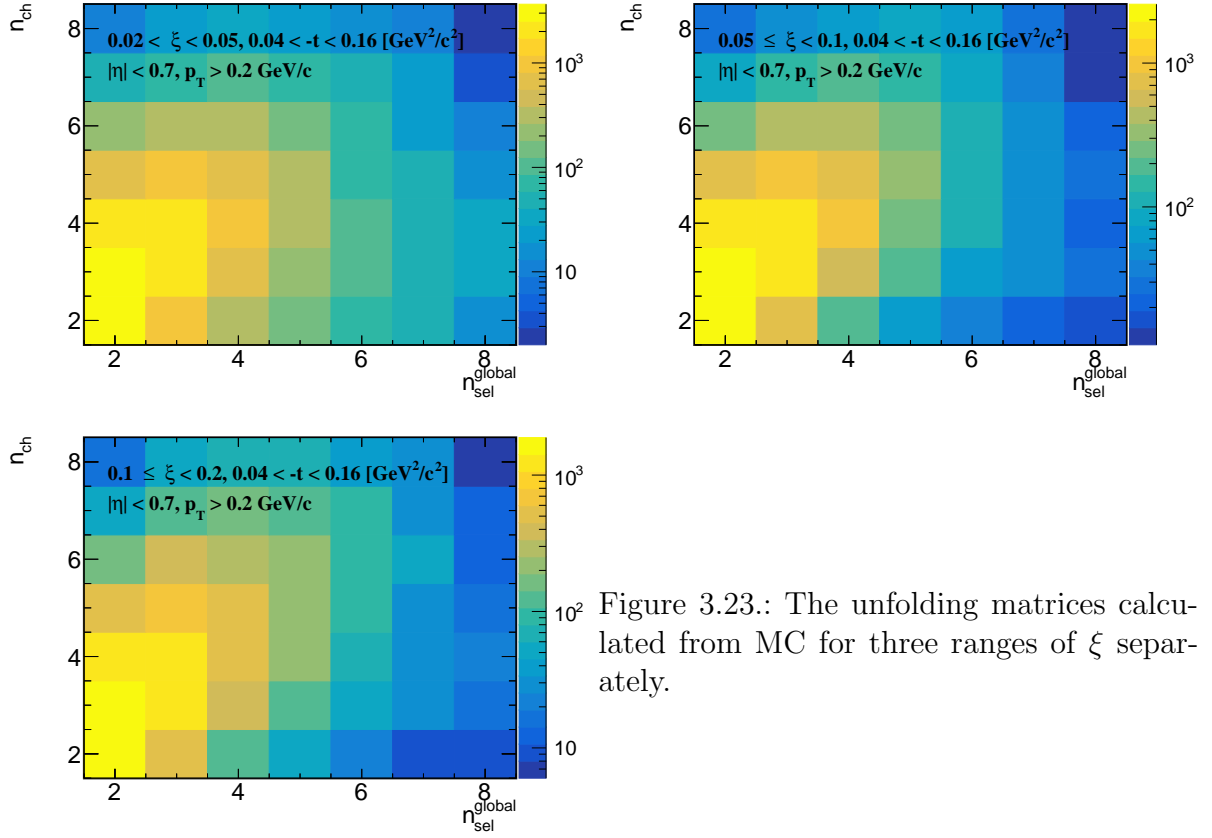 n_ch
8
6
4
2
0.02 < ξ < 0.05, 0.04 < -t < 0.16 [GeV²/c²]
|η| < 0.7, p_T > 0.2 GeV/c
2 4 6 8
n_sel^global
10³
10²
10
n_ch
8
6
4
2
0.05 ≤ ξ < 0.1, 0.04 < -t < 0.16 [GeV²/c²]
|η| < 0.7, p_T > 0.2 GeV/c
2 4 6 8
n_sel^global
10³
10²
n_ch
8
6
4
2
0.1 ≤ ξ < 0.2, 0.04 < -t < 0.16 [GeV²/c²]
|η| < 0.7, p_T > 0.2 GeV/c
2 4 6 8
n_sel^global
10³
10²
10
Figure 3.23.: The unfolding matrices calcu-
lated from MC for three ranges of ξ separ-
ately.